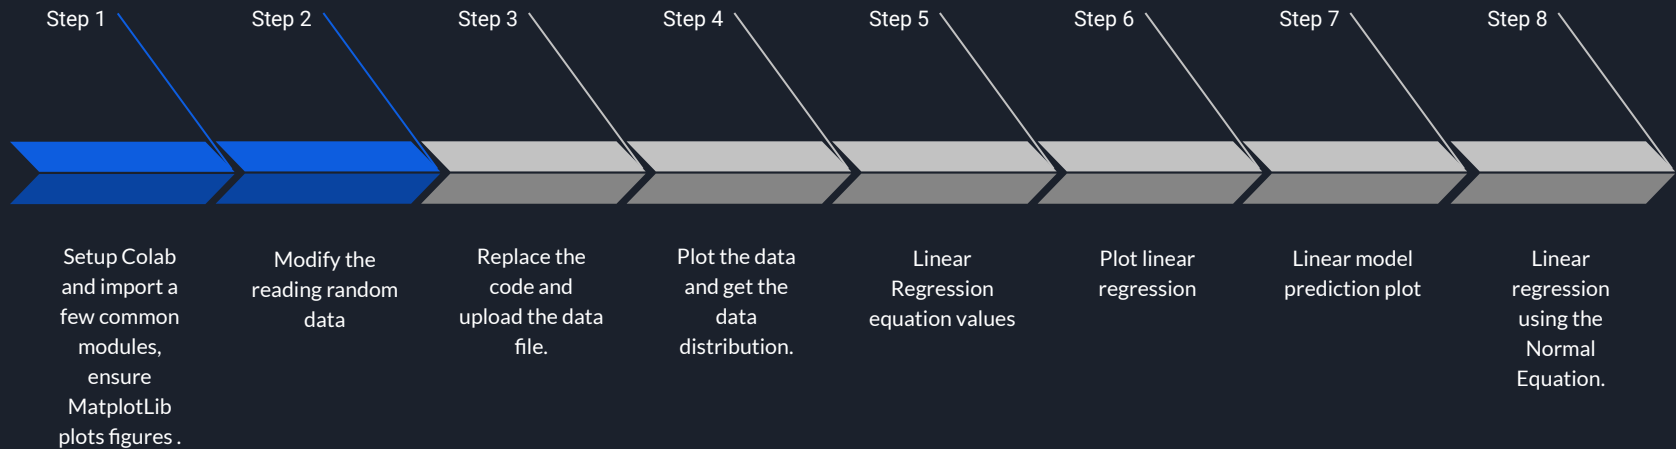 Step 1
Step 2
Step 3
Step 4
Step 5
Step 6
Step 7
Step 8
Setup Colab
and import a
few common
modules,
ensure
MatplotLib
plots figures .
Modify the
reading random
data
Replace the
code and
upload the data
file.
Plot the data
and get the
data
distribution.
Linear
Regression
equation values
Plot linear
regression
Linear model
prediction plot
Linear
regression
using the
Normal
Equation.